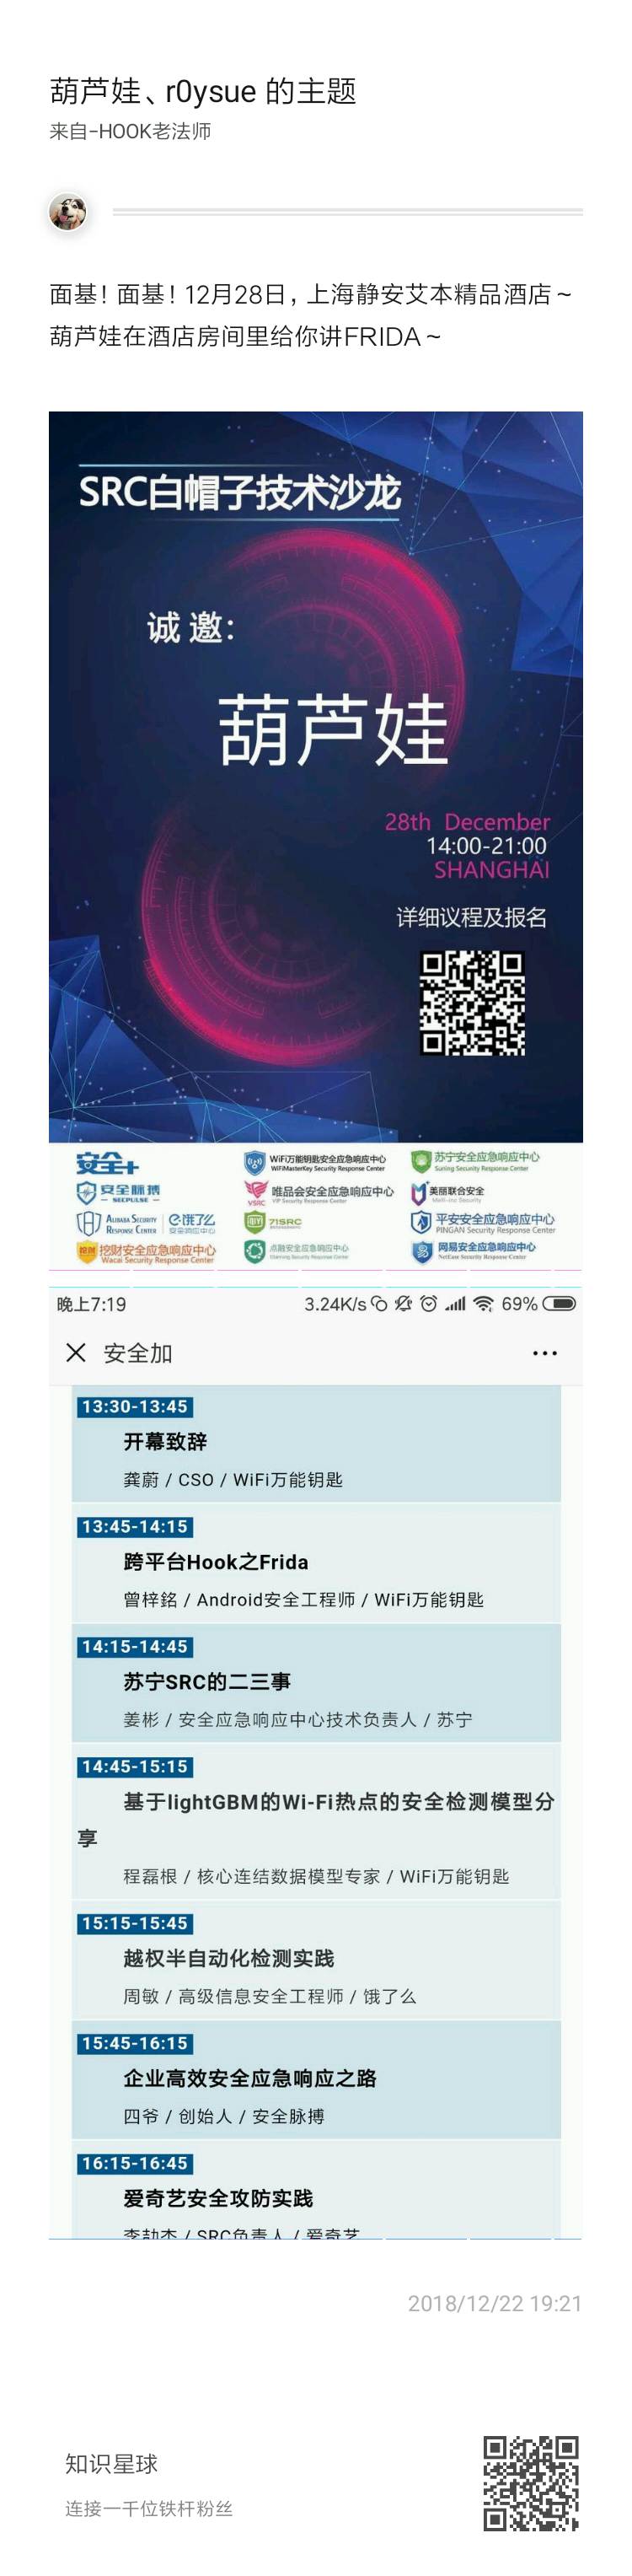 葫芦娃、r0ysue 的主题
来自-HOOK老法师
面基！面基！12月28日，上海静安艾本精品酒店～
葫芦娃在酒店房间里给你讲FRIDA～
SRC白帽子技术沙龙
诚邀：
葫芦娃
28th December
14:00-21:00
SHANGHAI
详细议程及报名
安全+
WiFi万能钥匙安全应急响应中心
WiFiMasterKey Security Response Center
苏宁安全应急响应中心
Suning Security Response Center
安全脉搏
SECPULSE
VSRC
唯品会安全应急响应中心
VIP Security Response Center
美丽联合安全
Meili-inc Security
ALIBABA SECURITY
RESPONSE CENTER
饿了么
安全响应中心
71SRC
平安安全应急响应中心
PINGAN Security Response Center
挖财安全应急响应中心
Wacai Security Response Center
点融安全应急响应中心
Dianrong Security Response Center
网易安全应急响应中心
NetEase Security Response Center
晚上7:19
3.24K/s
69%
安全加
13:30-13:45
开幕致辞
龚蔚 / CSO / WiFi万能钥匙
13:45-14:15
跨平台Hook之Frida
曾梓铭 / Android安全工程师 / WiFi万能钥匙
14:15-14:45
苏宁SRC的二三事
姜彬 / 安全应急响应中心技术负责人 / 苏宁
14:45-15:15
基于lightGBM的Wi-Fi热点的安全检测模型分
享
程磊根 / 核心连结数据模型专家 / WiFi万能钥匙
15:15-15:45
越权半自动化检测实践
周敏 / 高级信息安全工程师 / 饿了么
15:45-16:15
企业高效安全应急响应之路
四爷 / 创始人 / 安全脉搏
16:15-16:45
爱奇艺安全攻防实践
李劼杰 / SRC负责人 / 爱奇艺
2018/12/22 19:21
知识星球
连接一千位铁杆粉丝